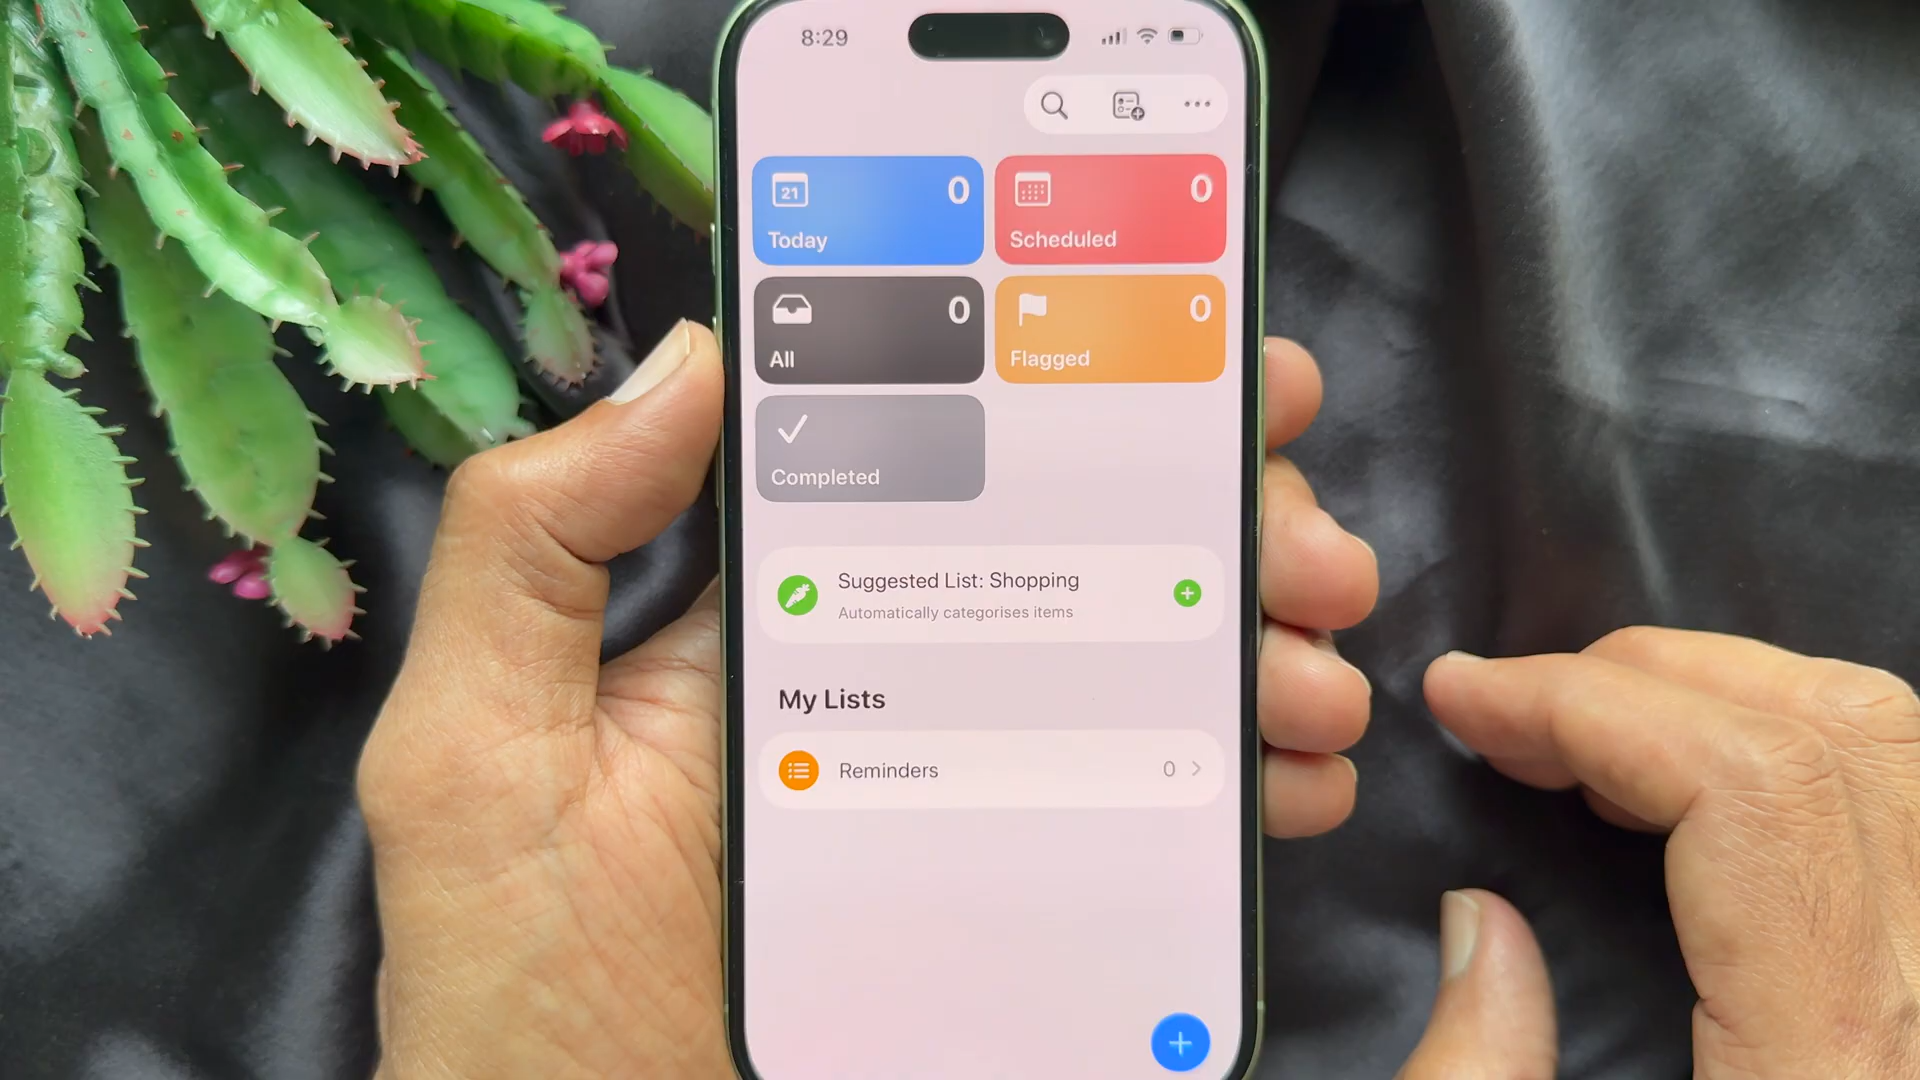 8:29
21
0
Today
0
Scheduled
0
All
0
Flagged
Completed
Suggested List: Shopping
Automatically categorises items
My Lists
Reminders
0